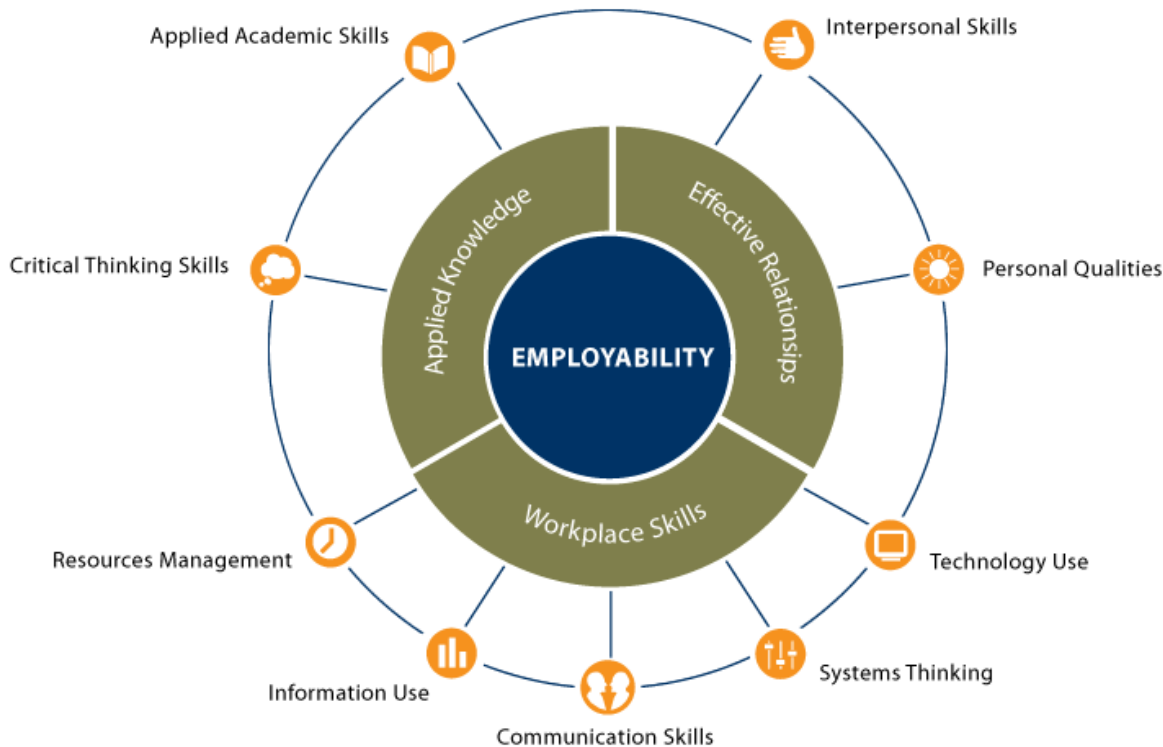 Applied Academic Skills
Interpersonal Skills
Applied Knowledge
Effective Relationsips
Critical Thinking Skills
Personal Qualities
EMPLOYABILITY
Workplace Skills
Resources Management
Technology Use
Information Use
Systems Thinking
Communication Skills